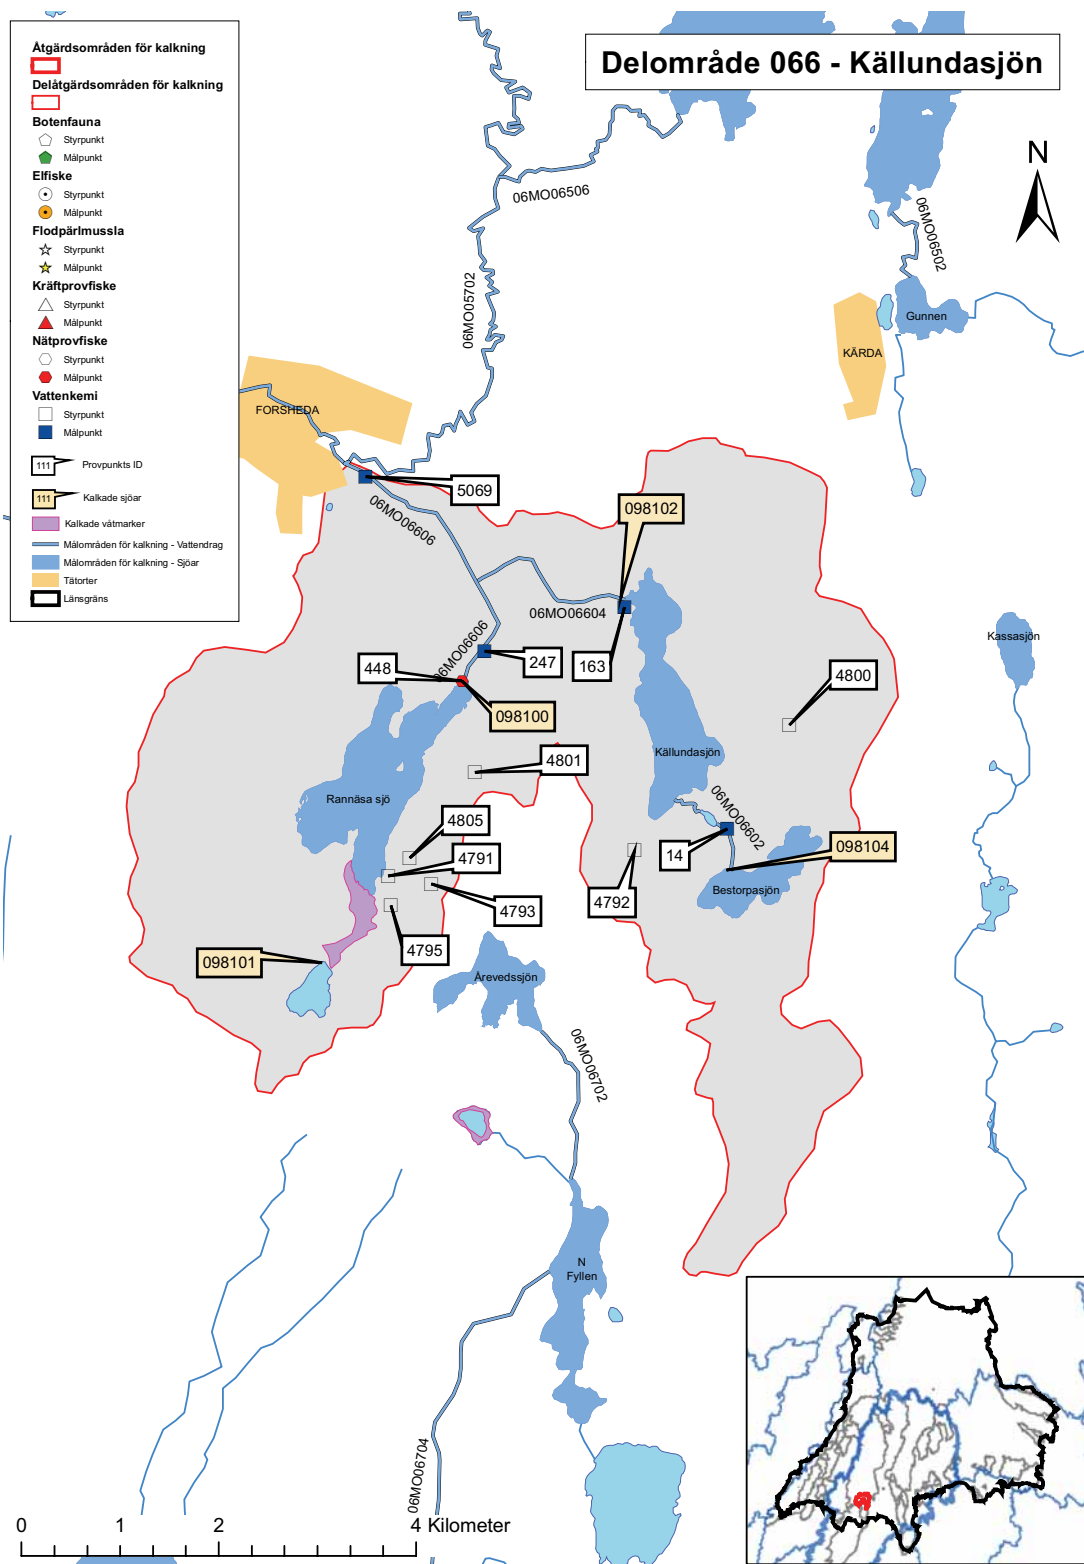 Delområde 066 - Källundasjön
Åtgärdsområden för kalkning
Delåtgärdsområden för kalkning
Botenfauna
Styrpunkt
Målpunkt
Elfiske
Styrpunkt
Målpunkt
Flodpärlmussla
Styrpunkt
Målpunkt
Kräftprovfiske
Styrpunkt
Målpunkt
Nätprovfiske
Styrpunkt
Målpunkt
Vattenkemi
Styrpunkt
Målpunkt
111 Provpunkts ID
111 Kalkade sjöar
Kalkade våtmarker
Målområden för kalkning - Vattendrag
Målområden för kalkning - Sjöar
Tätorter
Länsgräns
N
06MO06506
06MO06502
06MO05702
Gunnen
KÄRDA
FORSHEDA
5069
06MO06606
098102
06MO06604
Kassasjön
06MO06606
247
163
448
4800
098100
Källundasjön
4801
Rannäsa sjö
06MO06602
4805
098104
14
4791
Bestorpasjön
4792
4793
4795
098101
Årevedssjön
06MO06702
N
Fyllen
06MO06704
0 1 2 4 Kilometer